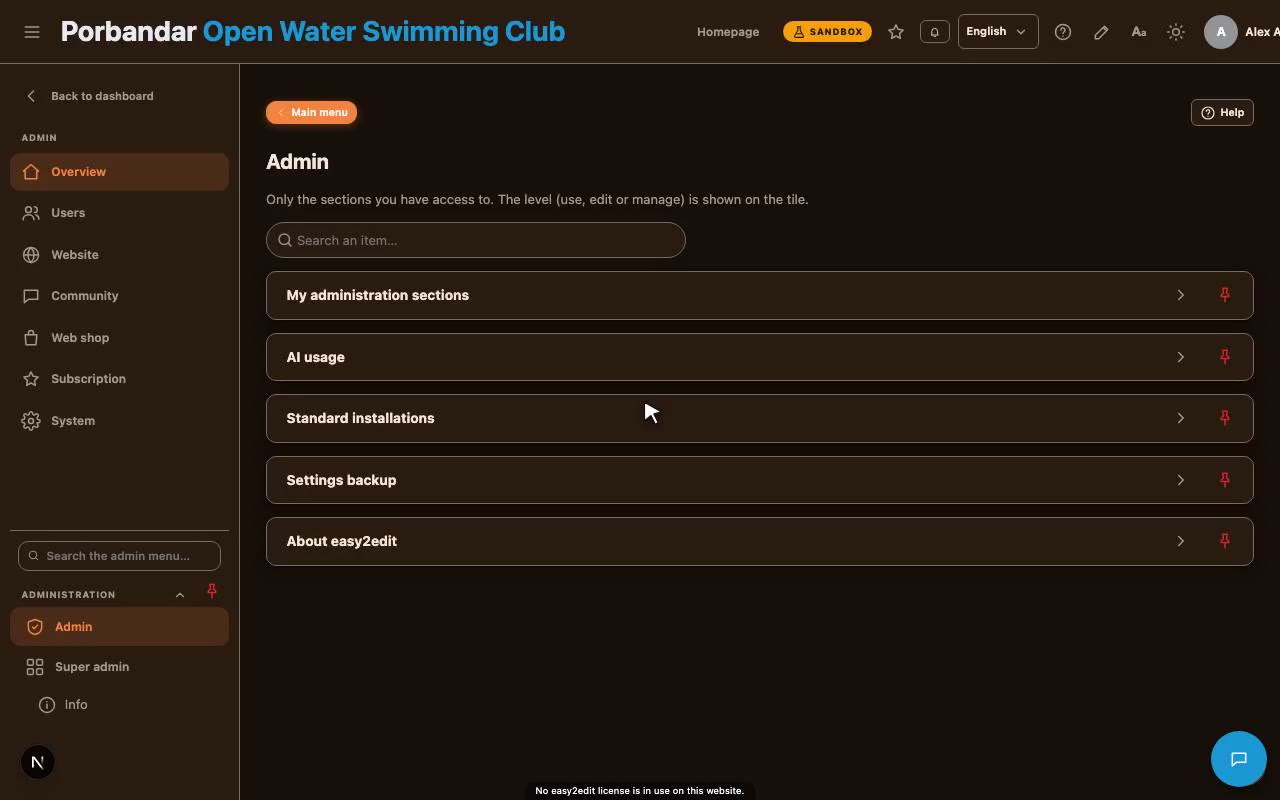 Porbandar Open Water Swimming Club
Homepage
SANDBOX
English
Aa
A
Alex A
Back to dashboard
ADMIN
Overview
Users
Website
Community
Web shop
Subscription
System
Search the admin menu...
ADMINISTRATION
Admin
Super admin
Info
N
Main menu
Help
Admin
Only the sections you have access to. The level (use, edit or manage) is shown on the tile.
Search an item...
My administration sections
AI usage
Standard installations
Settings backup
About easy2edit
No easy2edit license is in use on this website.